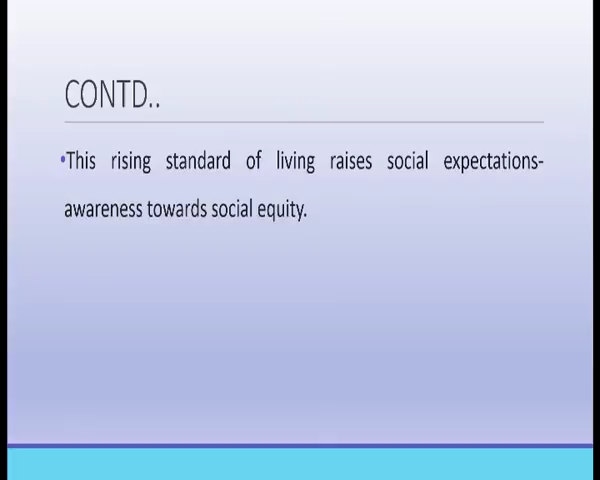 CONTD..
•This rising standard of living raises social expectations-
awareness towards social equity.